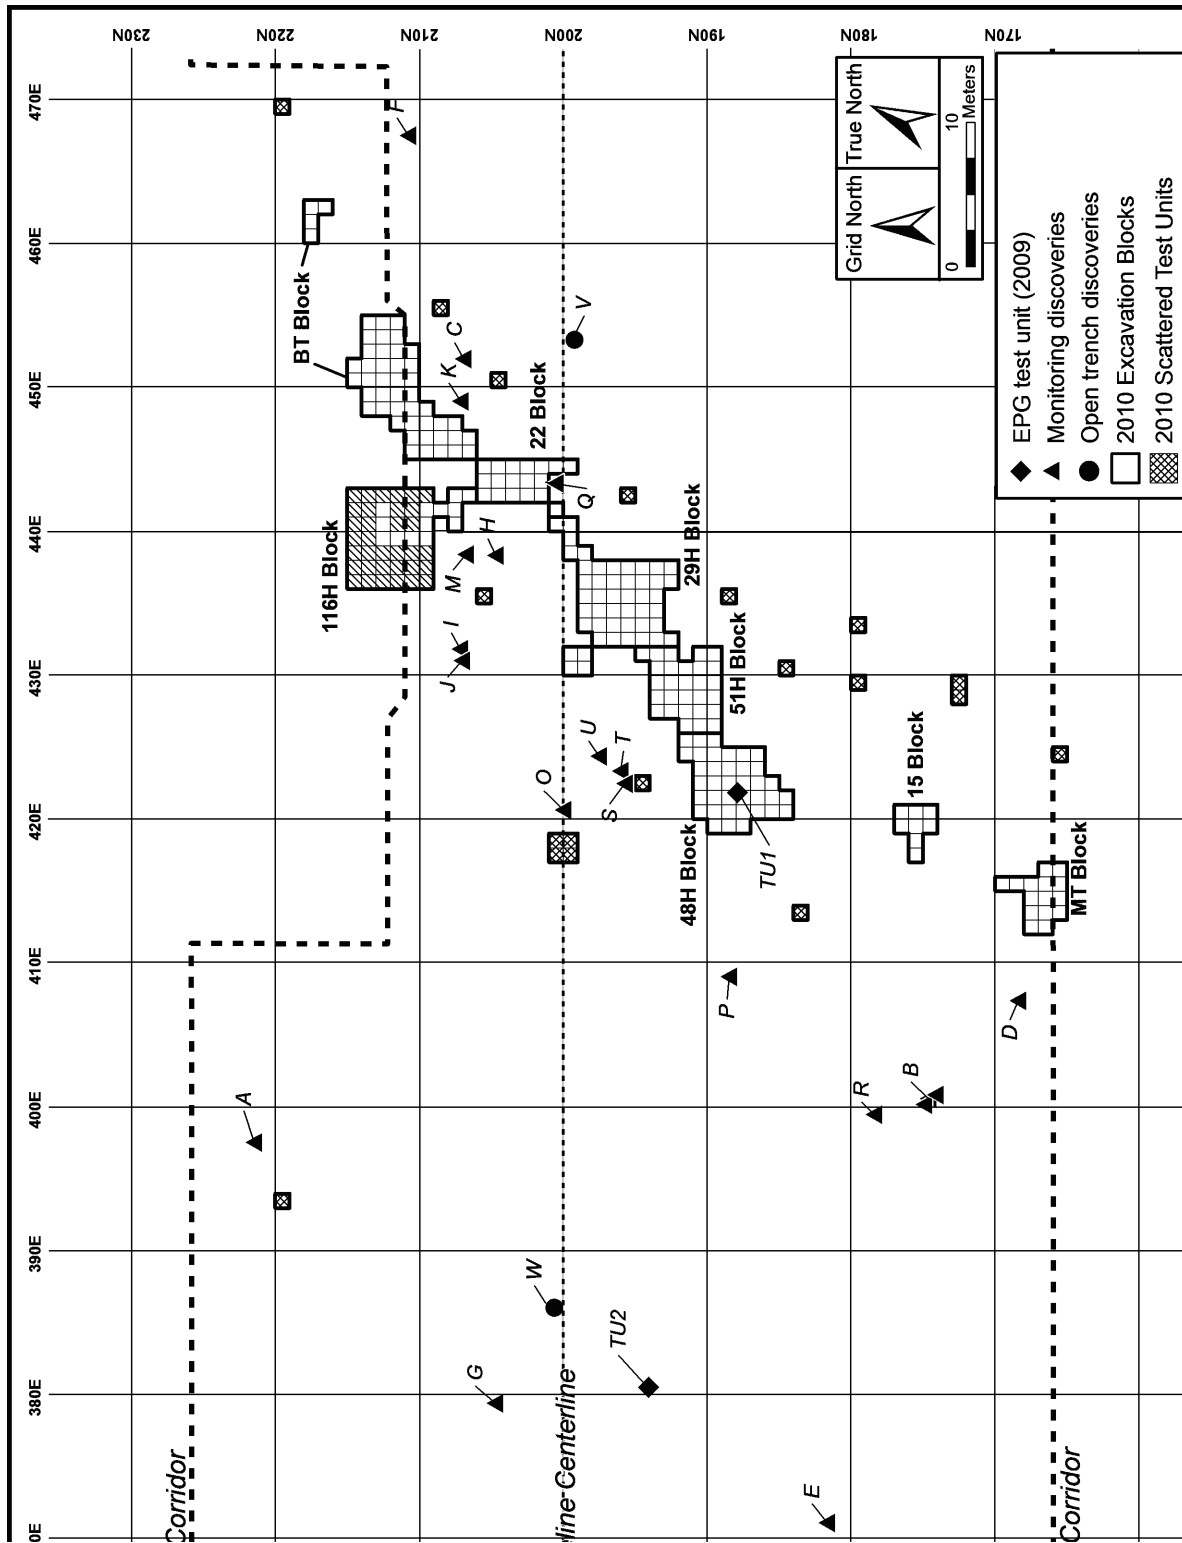 230N
220N
210N
200N
190N
180N
170N
470E
460E
450E
440E
430E
420E
410E
400E
390E
380E
0E
F
BT Block
C
K
V
22 Block
116H Block
Q
H
M
29H Block
I
J
51H Block
U
T
S
O
15 Block
48H Block
TU1
MT Block
P
D
A
R
B
W
TU2
G
E
Corridor
line Centerline
Corridor
Grid North
True North
0
10
Meters
EPG test unit (2009)
Monitoring discoveries
Open trench discoveries
2010 Excavation Blocks
2010 Scattered Test Units